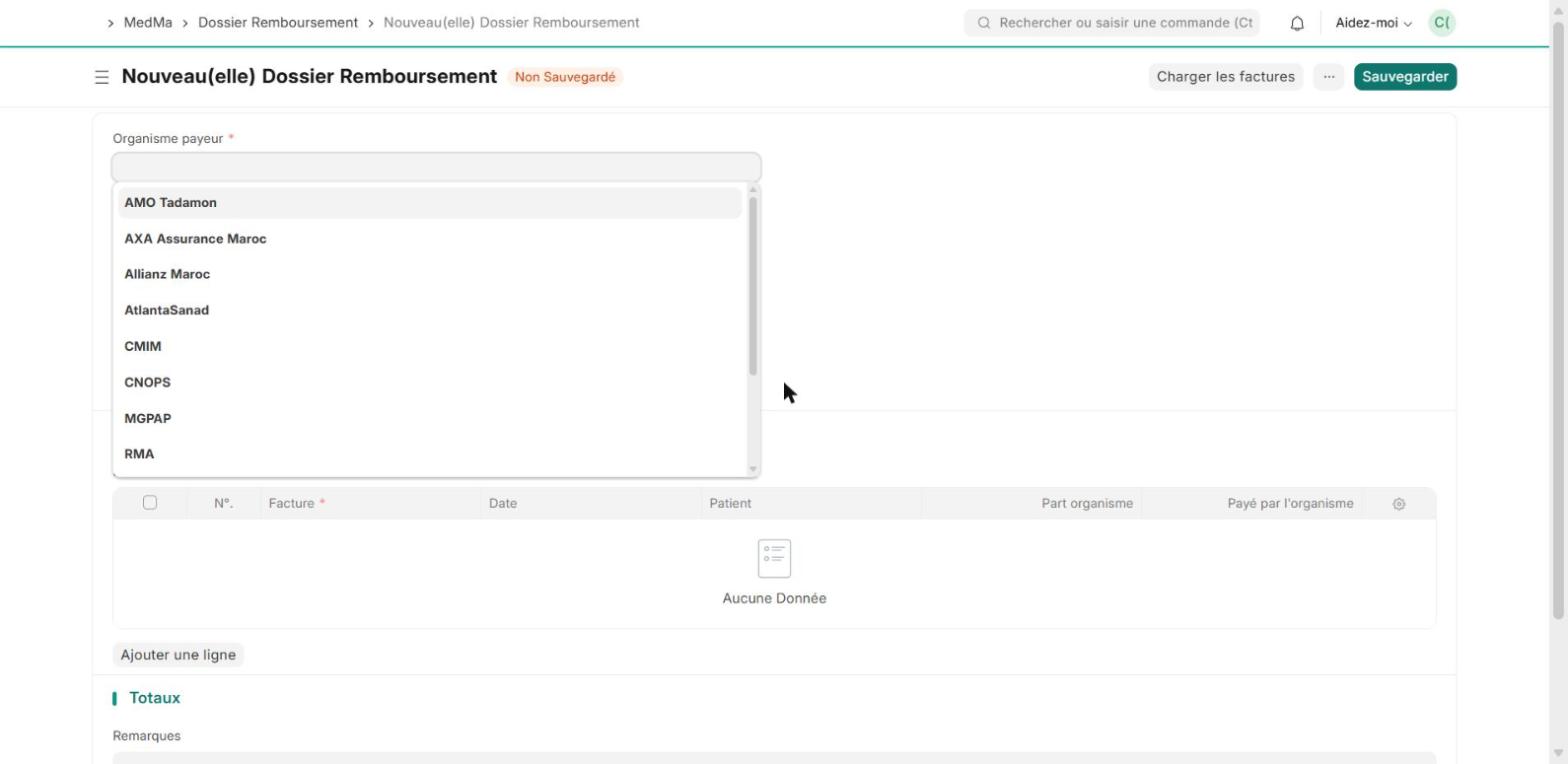 MedMa > Dossier Remboursement > Nouveau(elle) Dossier Remboursement
Rechercher ou saisir une commande (Ct
Aidez-moi
C(
Nouveau(elle) Dossier Remboursement
Non Sauvegardé
Charger les factures
...
Sauvegarder
Organisme payeur *
AMO Tadamon
AXA Assurance Maroc
Allianz Maroc
AtlantaSanad
CMIM
CNOPS
MGPAP
RMA
N°. Facture * Date Patient Part organisme Payé par l'organisme
Aucune Donnée
Ajouter une ligne
Totaux
Remarques